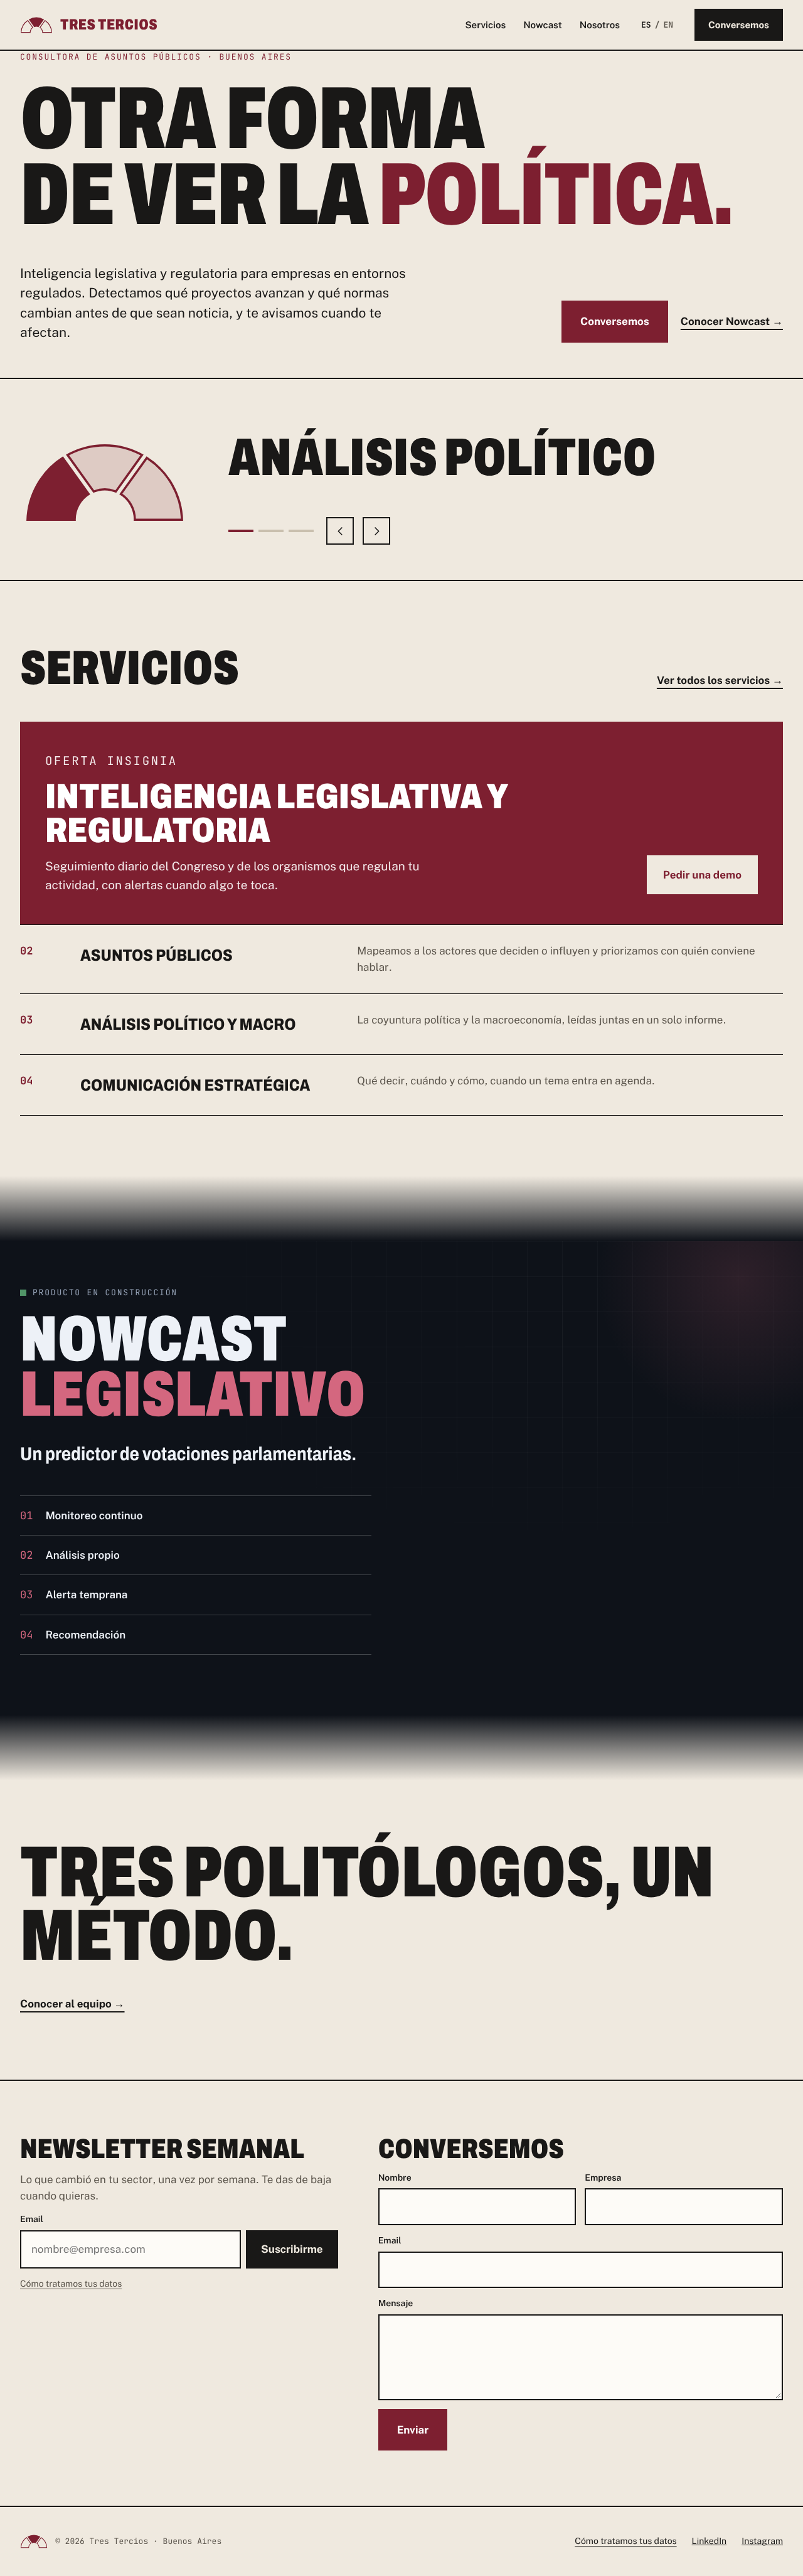 TRES TERCIOS
Servicios
Nowcast
Nosotros
ES / EN
Conversemos
CONSULTORA DE ASUNTOS PÚBLICOS · BUENOS AIRES
OTRA FORMA
DE VER LA POLÍTICA.
Inteligencia legislativa y regulatoria para empresas en entornos
regulados. Detectamos qué proyectos avanzan y qué normas
cambian antes de que sean noticia, y te avisamos cuando te
afectan.
Conversemos
Conocer Nowcast →
ANÁLISIS POLÍTICO
SERVICIOS
Ver todos los servicios →
OFERTA INSIGNIA
INTELIGENCIA LEGISLATIVA Y
REGULATORIA
Seguimiento diario del Congreso y de los organismos que regulan tu
actividad, con alertas cuando algo te toca.
Pedir una demo
02
ASUNTOS PÚBLICOS
Mapeamos a los actores que deciden o influyen y priorizamos con quién conviene
hablar.
03
ANÁLISIS POLÍTICO Y MACRO
La coyuntura política y la macroeconomía, leídas juntas en un solo informe.
04
COMUNICACIÓN ESTRATÉGICA
Qué decir, cuándo y cómo, cuando un tema entra en agenda.
PRODUCTO EN CONSTRUCCIÓN
NOWCAST
LEGISLATIVO
Un predictor de votaciones parlamentarias.
01 Monitoreo continuo
02 Análisis propio
03 Alerta temprana
04 Recomendación
TRES POLITÓLOGOS, UN
MÉTODO.
Conocer al equipo →
NEWSLETTER SEMANAL
Lo que cambió en tu sector, una vez por semana. Te das de baja
cuando quieras.
Email
nombre@empresa.com
Suscribirme
Cómo tratamos tus datos
CONVERSEMOS
Nombre
Empresa
Email
Mensaje
Enviar
© 2026 Tres Tercios · Buenos Aires
Cómo tratamos tus datos
LinkedIn
Instagram